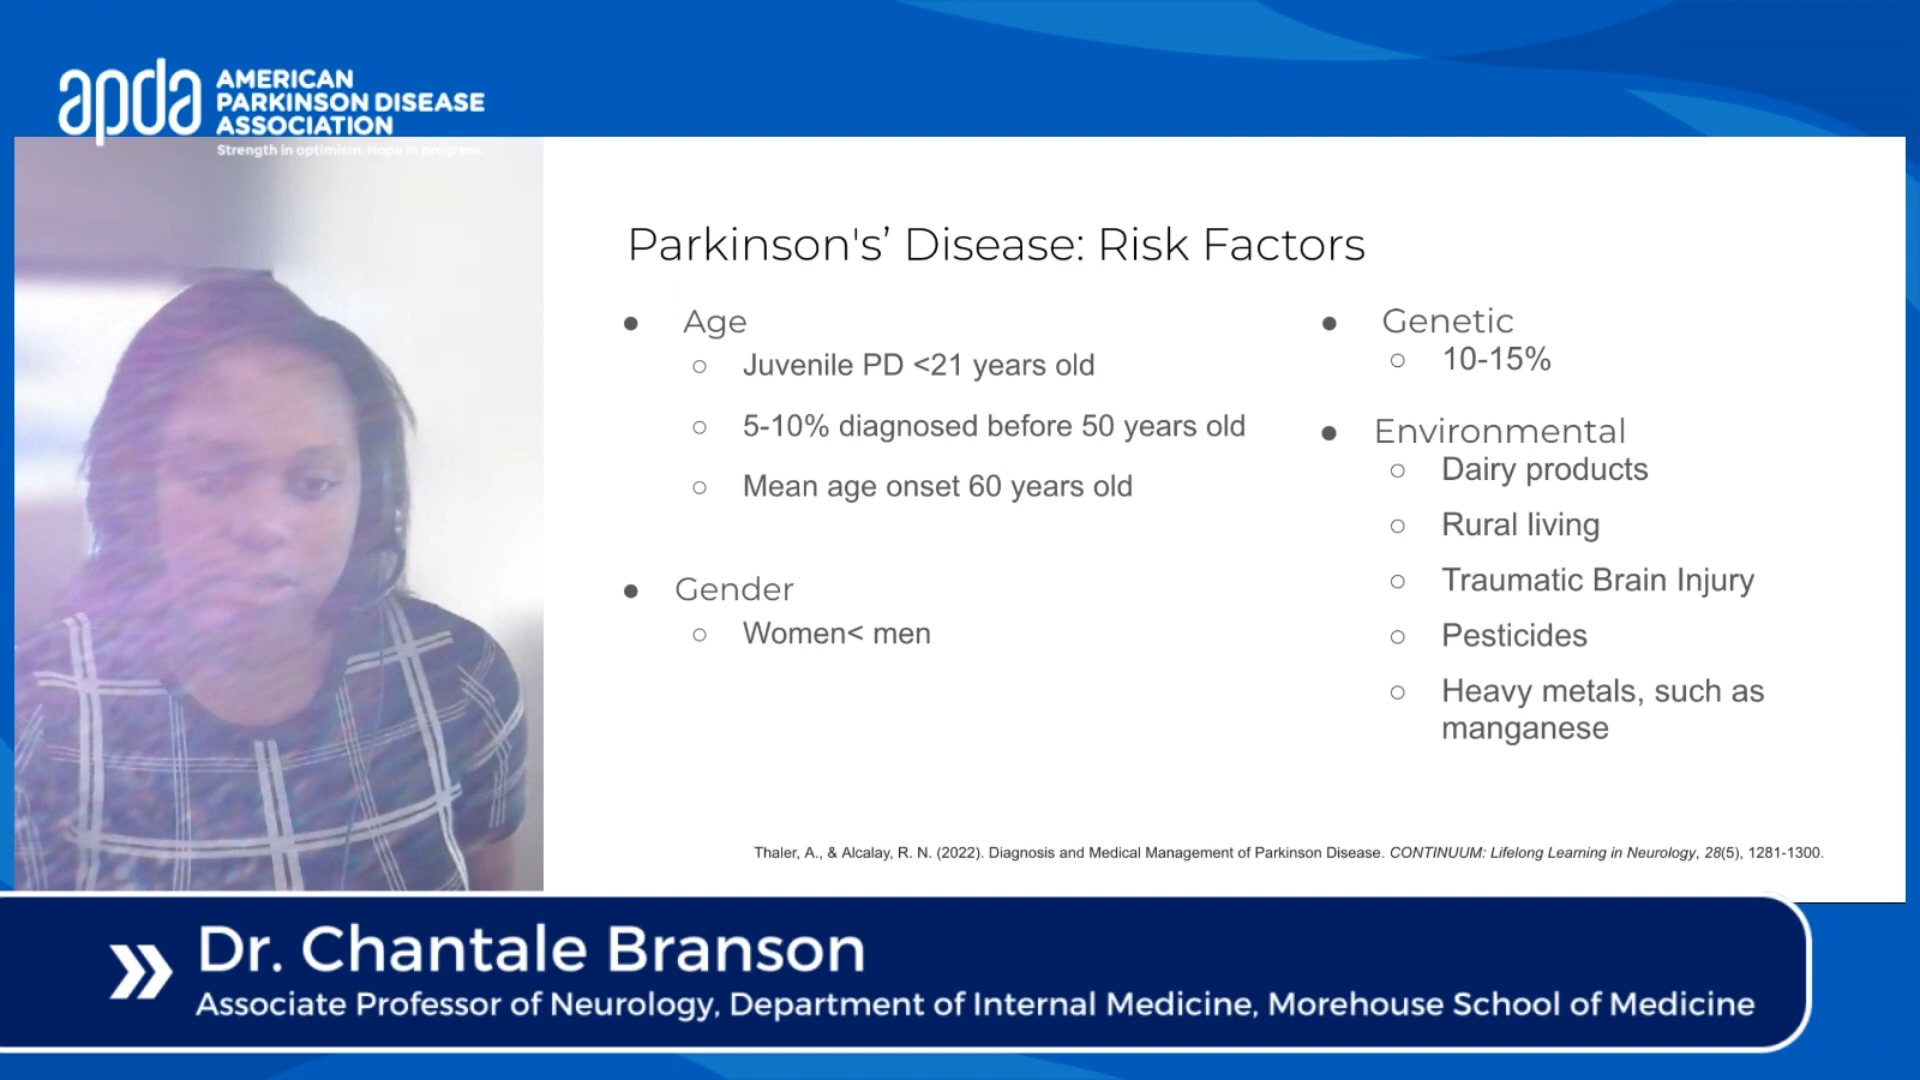 apda
AMERICAN
PARKINSON DISEASE
ASSOCIATION
Strength in optimism. Hope in progress.
Parkinson's’ Disease: Risk Factors
Age
Juvenile PD <21 years old
5-10% diagnosed before 50 years old
Mean age onset 60 years old
Gender
Women< men
Genetic
10-15%
Environmental
Dairy products
Rural living
Traumatic Brain Injury
Pesticides
Heavy metals, such as
manganese
Thaler, A., & Alcalay, R. N. (2022). Diagnosis and Medical Management of Parkinson Disease. CONTINUUM: Lifelong Learning in Neurology, 28(5), 1281-1300.
Dr. Chantale Branson
Associate Professor of Neurology, Department of Internal Medicine, Morehouse School of Medicine